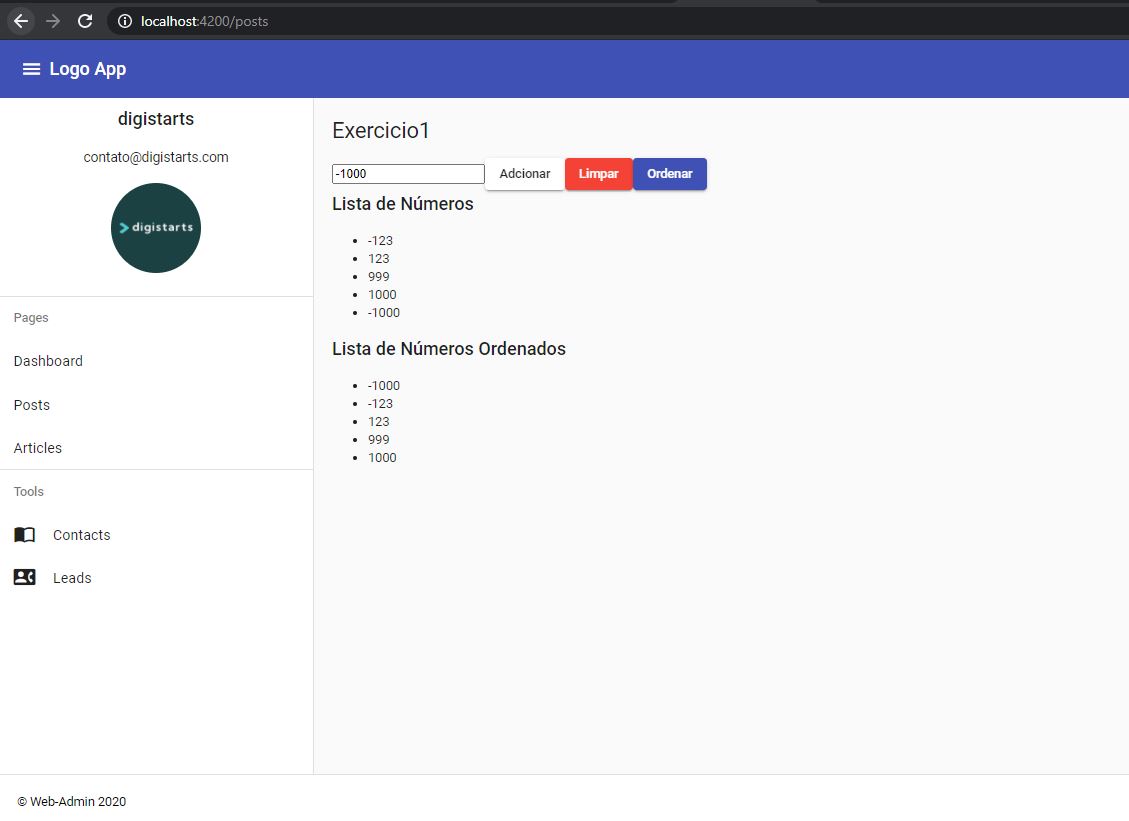 localhost:4200/posts
Logo App
digistarts
contato@digistarts.com
digistarts
Pages
Dashboard
Posts
Articles
Tools
Contacts
Leads
Exercicio1
-1000 Adcionar Limpar Ordenar
Lista de Números
-123
123
999
1000
-1000
Lista de Números Ordenados
-1000
-123
123
999
1000
© Web-Admin 2020